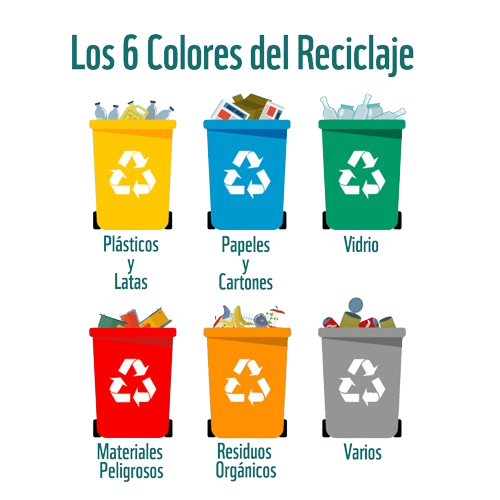 Los 6 Colores del Reciclaje
Plásticos
y
Latas
Papeles
y
Cartones
Vidrio
Materiales
Peligrosos
Residuos
Orgánicos
Varios